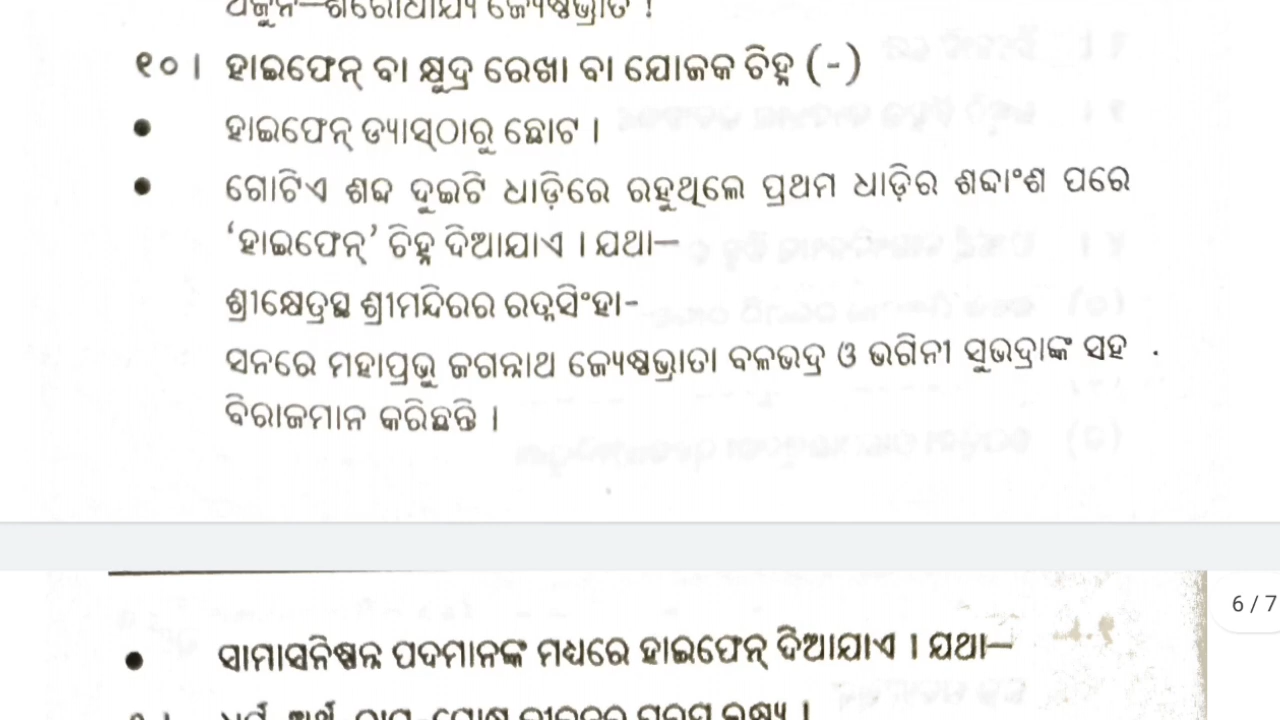 ଅର୍ଜୁନ—ଶିରୋଧାର୍ଯ୍ୟ ଜ୍ୟେଷ୍ଠଭ୍ରାତ !
୧୦। ହାଇଫେନ୍ ବା କ୍ଷୁଦ୍ର ରେଖା ବା ଯୋଜକ ଚିହ୍ନ (-)
● ହାଇଫେନ୍ ଡ୍ୟାସ୍‌ଠାରୁ ଛୋଟ ।
● ଗୋଟିଏ ଶବ୍ଦ ଦୁଇଟି ଧାଡ଼ିରେ ରହୁଥିଲେ ପ୍ରଥମ ଧାଡ଼ିର ଶବ୍ଦାଂଶ ପରେ
‘ହାଇଫେନ୍’ ଚିହ୍ନ ଦିଆଯାଏ । ଯଥା—
ଶ୍ରୀକ୍ଷେତ୍ରସ୍ଥ ଶ୍ରୀମନ୍ଦିରର ରତ୍ନସିଂହା-
ସନରେ ମହାପ୍ରଭୁ ଜଗନ୍ନାଥ ଜ୍ୟେଷ୍ଠଭ୍ରାତା ବଳଭଦ୍ର ଓ ଭଗିନୀ ସୁଭଦ୍ରାଙ୍କ ସହ
ବିରାଜମାନ କରିଛନ୍ତି ।
6 / 7
● ସାମାସନିଷ୍ପନ୍ନ ପଦମାନଙ୍କ ମଧ୍ୟରେ ହାଇଫେନ୍ ଦିଆଯାଏ । ଯଥା—